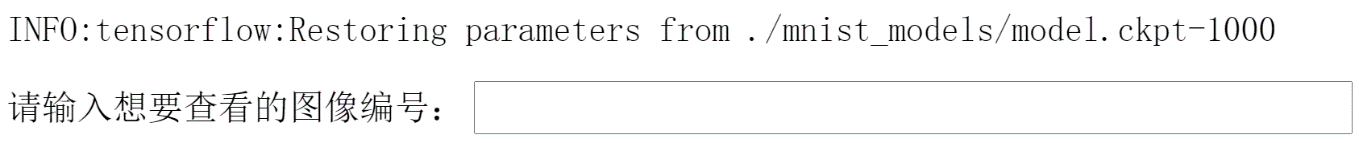 INFO:tensorflow:Restoring parameters from ./mnist_models/model.ckpt-1000
请输入想要查看的图像编号：